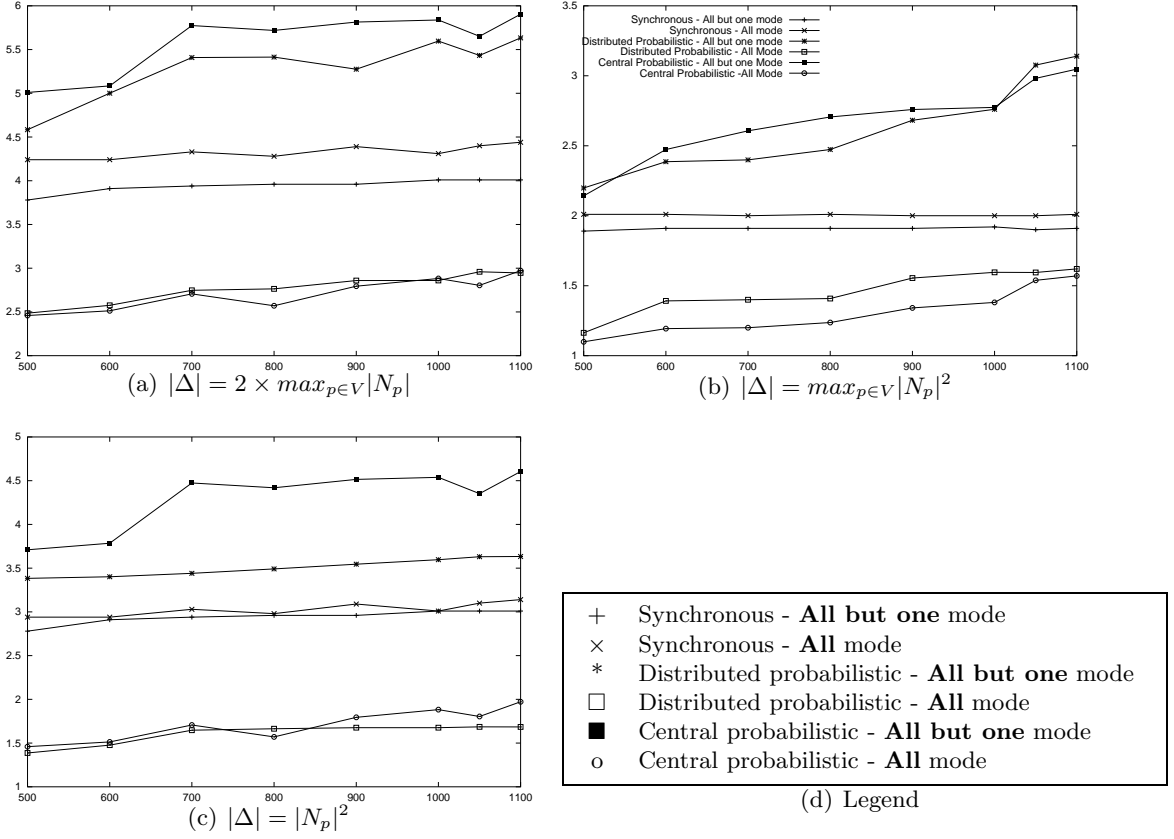 6
5.5
5
4.5
4
3.5
3
2.5
2
500 600 700 800 900 1000 1100
(a) |Δ| = 2 × max_{p∈V}|N_p|
3.5
3
2.5
2
1.5
1
Synchronous - All but one mode
Synchronous - All mode
Distributed Probabilistic - All but one mode
Distributed Probabilistic - All Mode
Central Probabilistic - All but one Mode
Central Probabilistic -All Mode
500 600 700 800 900 1000 1100
(b) |Δ| = max_{p∈V}|N_p|^2
5
4.5
4
3.5
3
2.5
2
1.5
1
500 600 700 800 900 1000 1100
(c) |Δ| = |N_p|^2
+ Synchronous - All but one mode
× Synchronous - All mode
* Distributed probabilistic - All but one mode
□ Distributed probabilistic - All mode
■ Central probabilistic - All but one mode
o Central probabilistic - All mode
(d) Legend